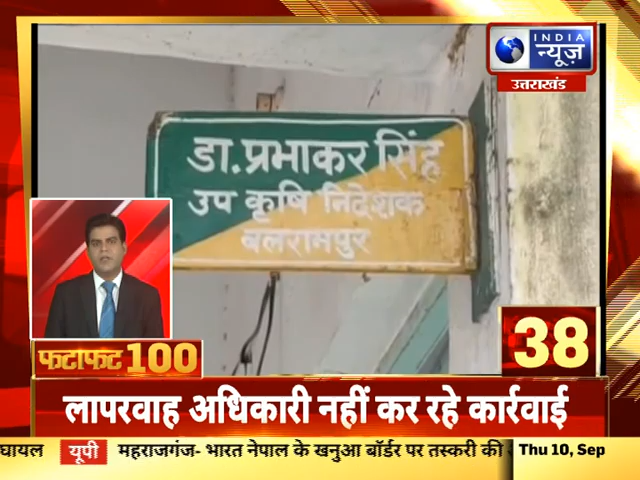 INDIA
न्यूज़
उत्तराखंड
डा.प्रभाकर सिंह
उप कृषि निदेशक
बलरामपुर
फटाफट 100
38
लापरवाह अधिकारी नहीं कर रहे कार्रवाई
घायल यूपी महराजगंज- भारत नेपाल के खनुआ बॉर्डर पर तस्करी की Thu 10, Sep